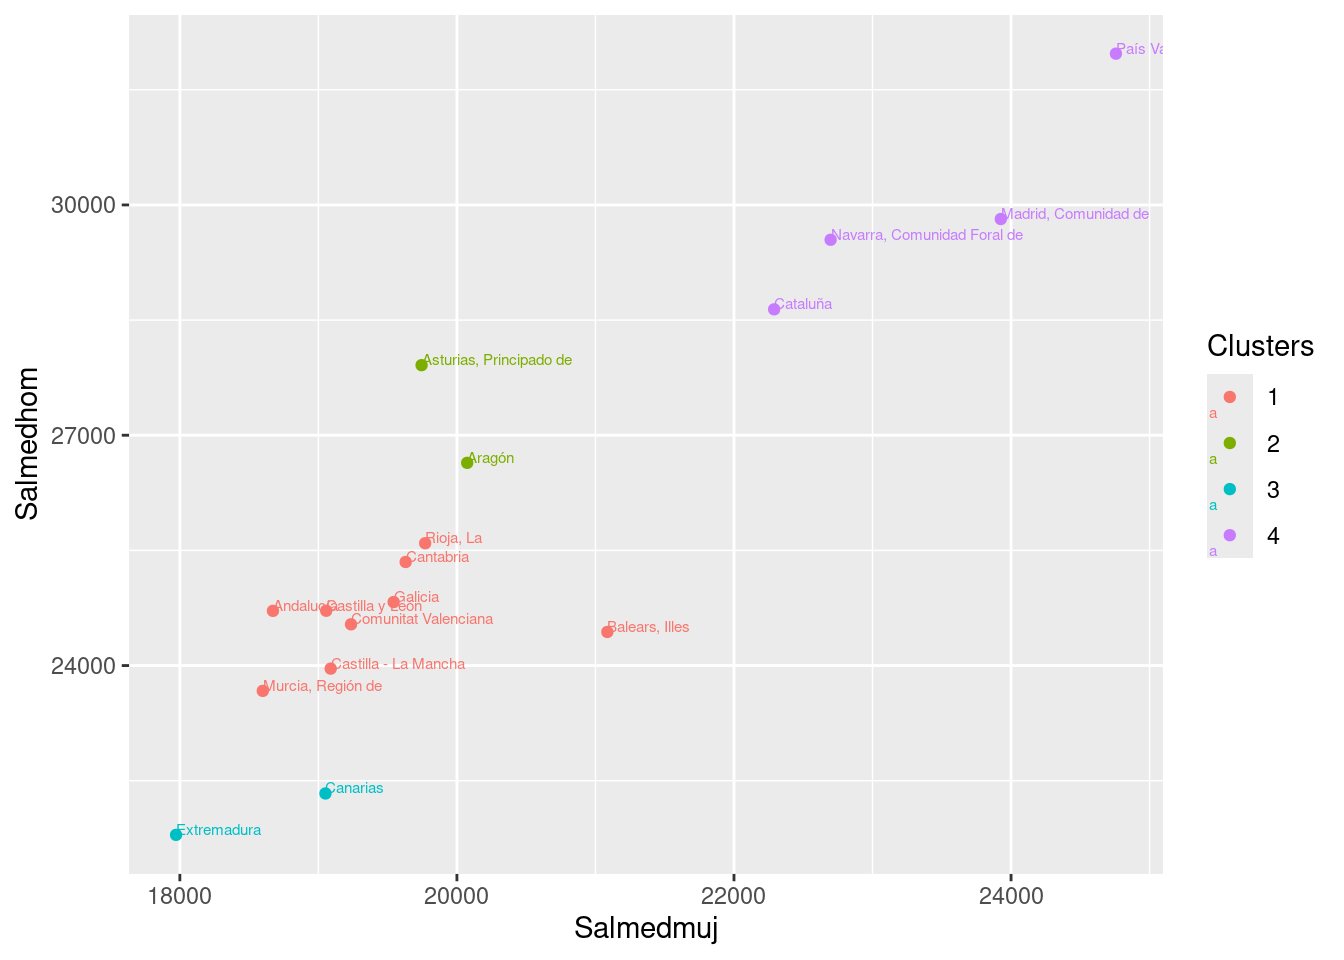 País Va
30000
Madrid, Comunidad de
Navarra, Comunidad Foral de
Cataluña
Asturias, Principado de
27000
Aragón
Rioja, La
Cantabria
Galicia
Andalucía
Castilla y León
Comunitat Valenciana
Balears, Illes
24000
Castilla - La Mancha
Murcia, Región de
Canarias
Extremadura
18000 20000 22000 24000
Salmedmuj
Salmedhom
Clusters
a 1
a 2
a 3
a 4